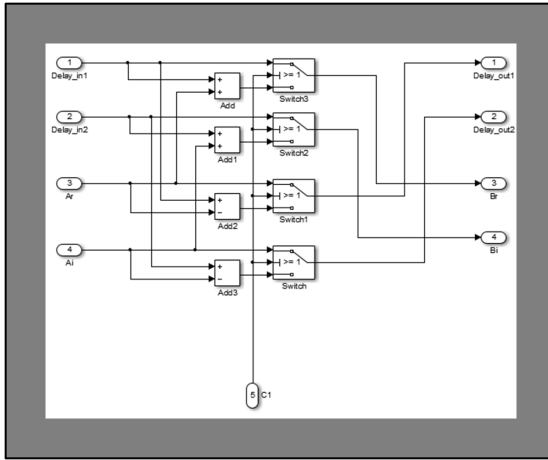 1
Delay_in1
+
+
Add
>= 1
Switch3
1
Delay_out1
2
Delay_in2
+
+
Add1
>= 1
Switch2
2
Delay_out2
3
Ar
+
−
Add2
>= 1
Switch1
3
Br
4
Ai
+
−
Add3
>= 1
Switch
4
Bi
5
C1